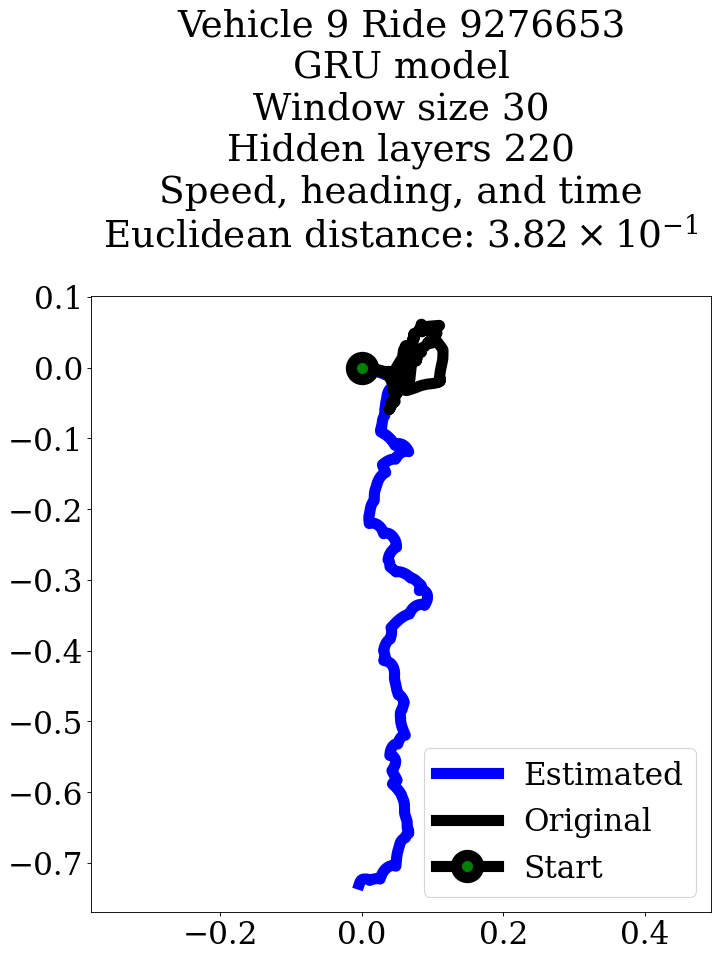 Vehicle 9 Ride 9276653
GRU model
Window size 30
Hidden layers 220
Speed, heading, and time
Euclidean distance: 3.82 × 10⁻¹
0.1
0.0
−0.1
−0.2
−0.3
−0.4
−0.5
−0.6
−0.7
Estimated
Original
Start
−0.2 0.0 0.2 0.4